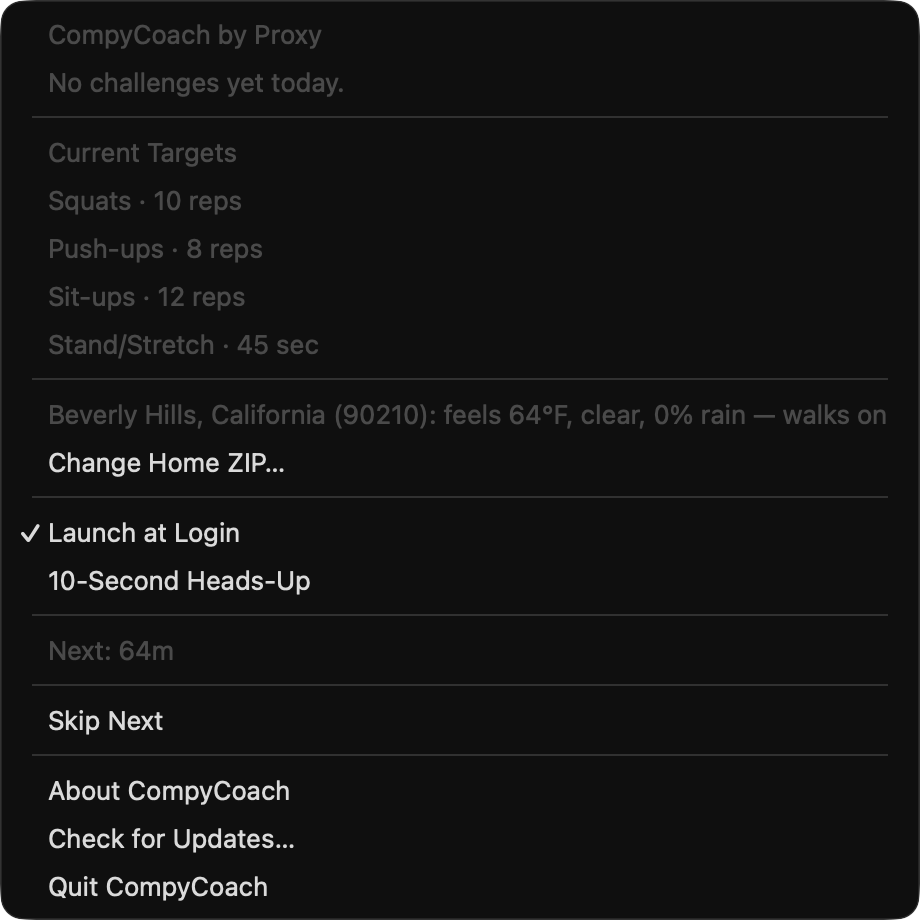 CompyCoach by Proxy
No challenges yet today.
Current Targets
Squats · 10 reps
Push-ups · 8 reps
Sit-ups · 12 reps
Stand/Stretch · 45 sec
Beverly Hills, California (90210): feels 64°F, clear, 0% rain — walks on
Change Home ZIP...
✓ Launch at Login
10-Second Heads-Up
Next: 64m
Skip Next
About CompyCoach
Check for Updates...
Quit CompyCoach